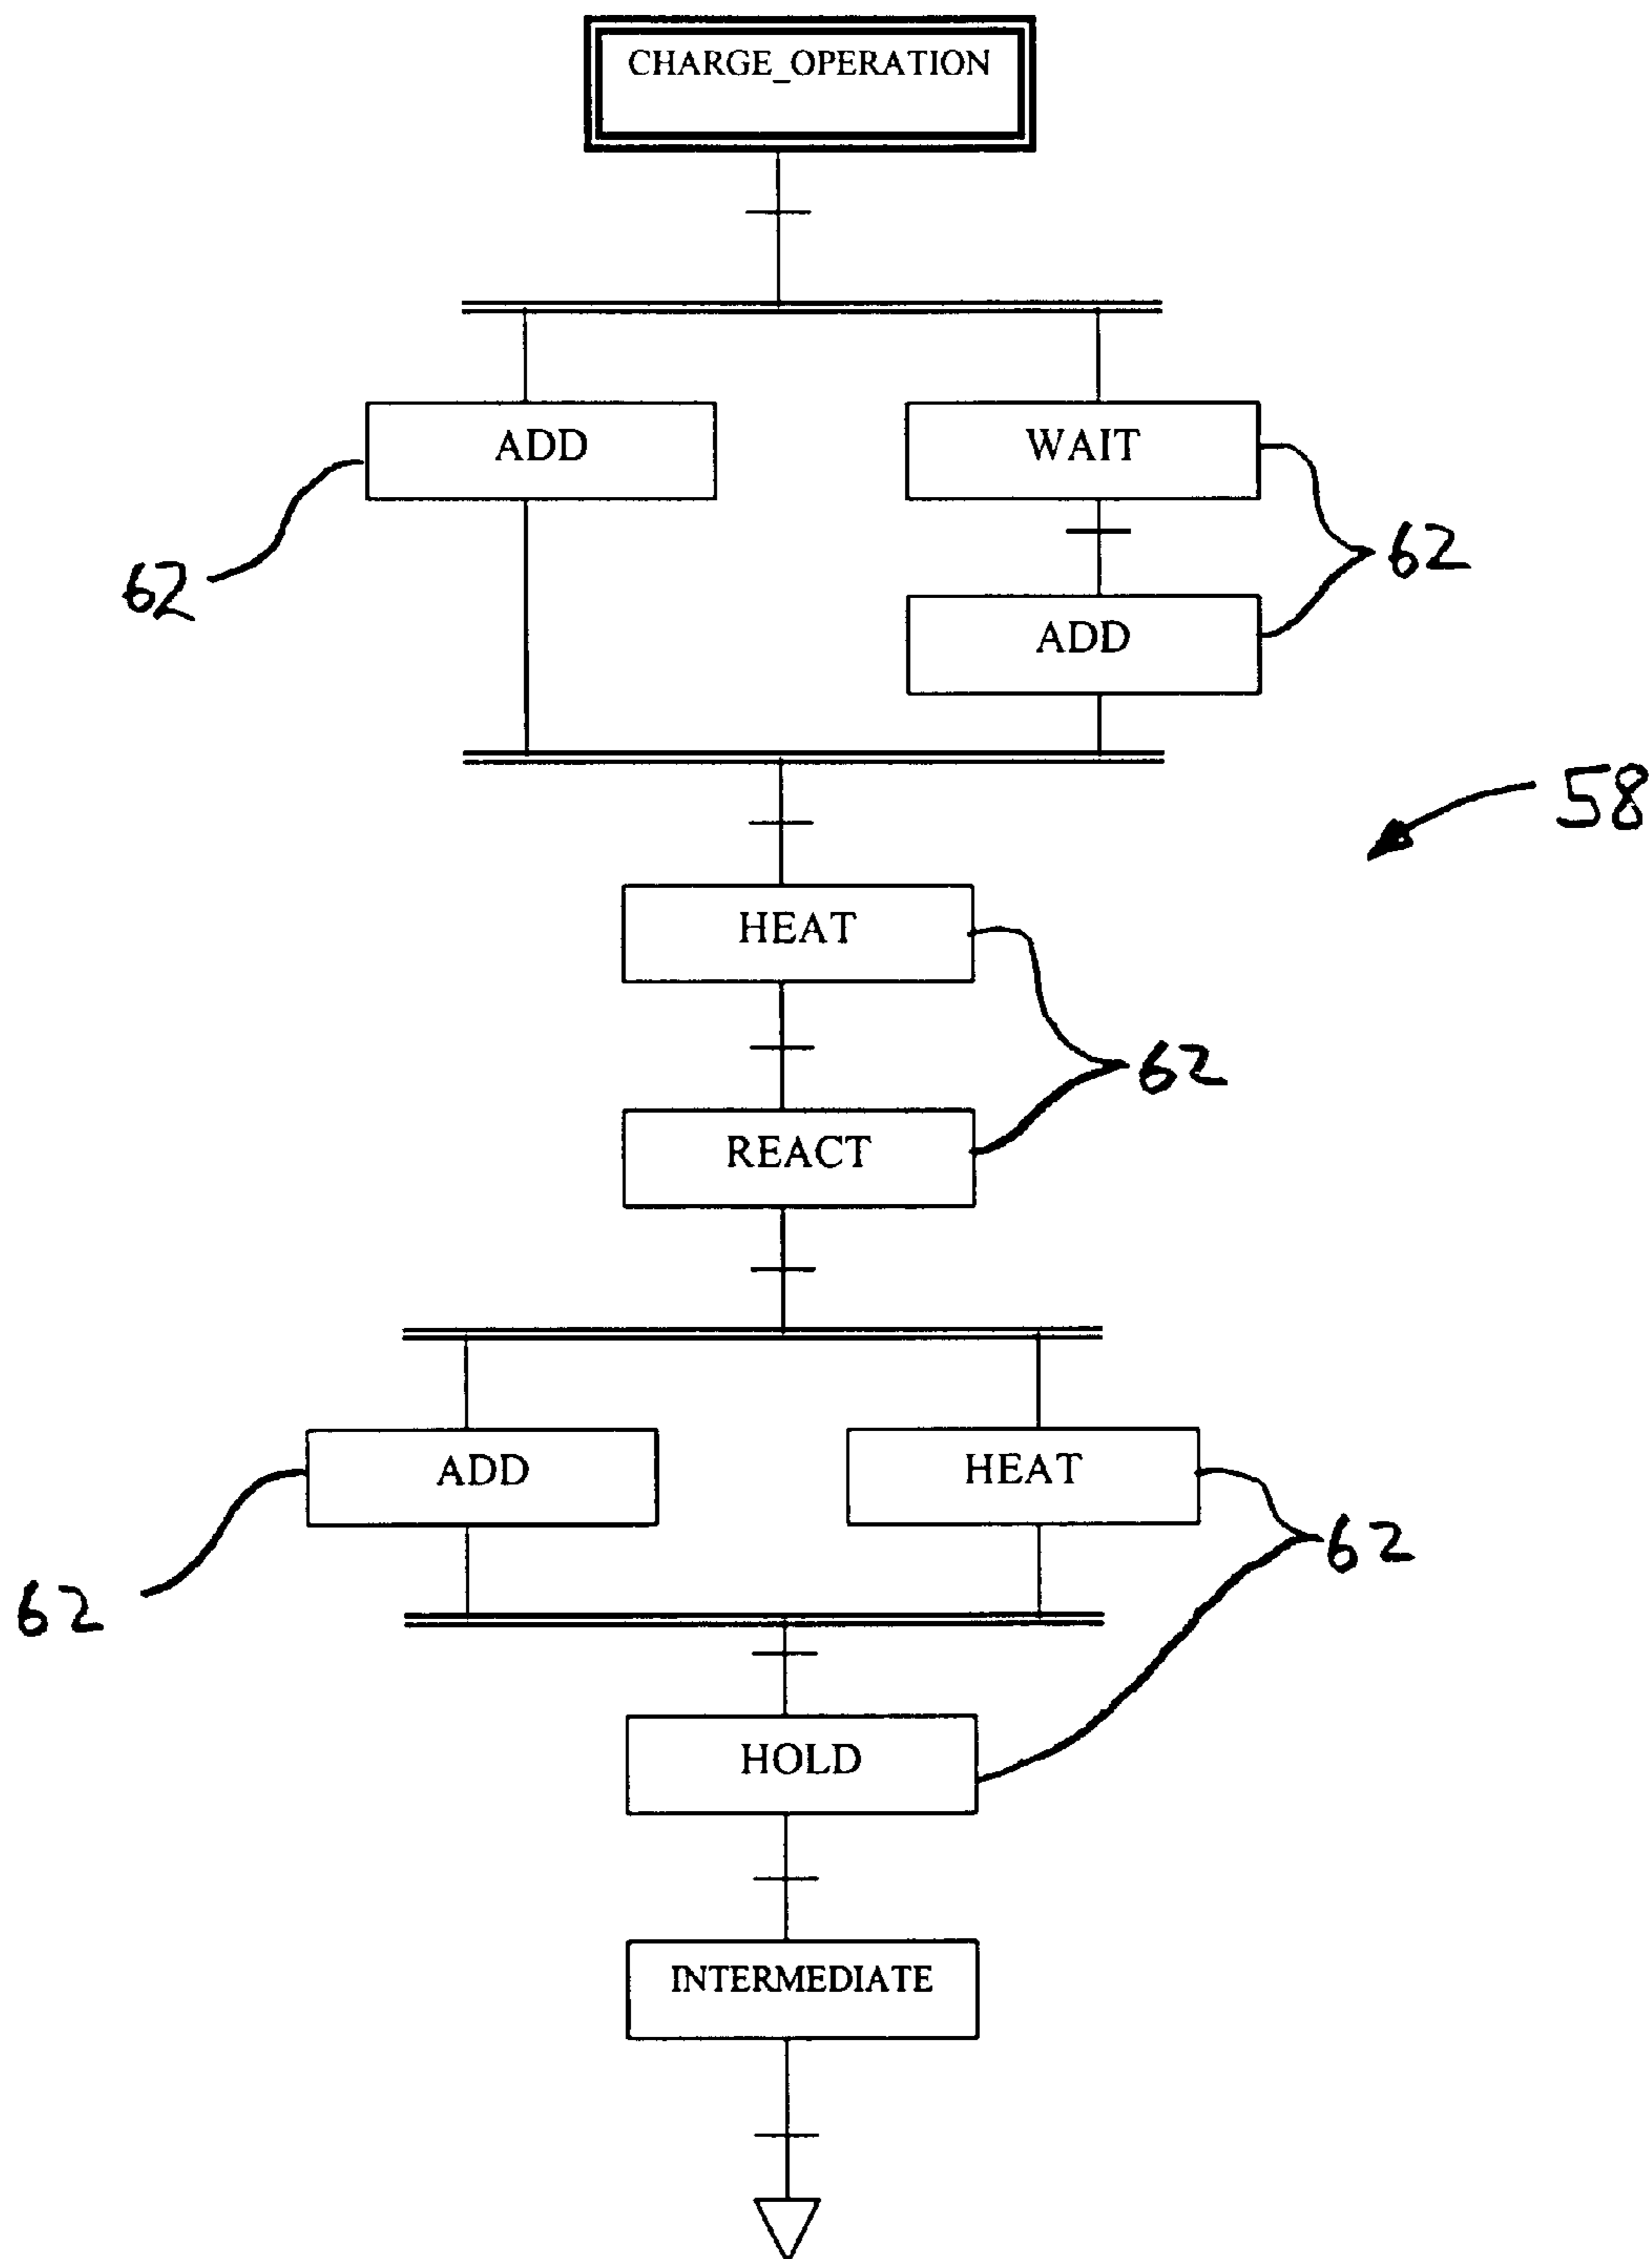 CHARGE_OPERATION
ADD
WAIT
62
62
ADD
58
HEAT
62
REACT
ADD
HEAT
62
62
HOLD
INTERMEDIATE